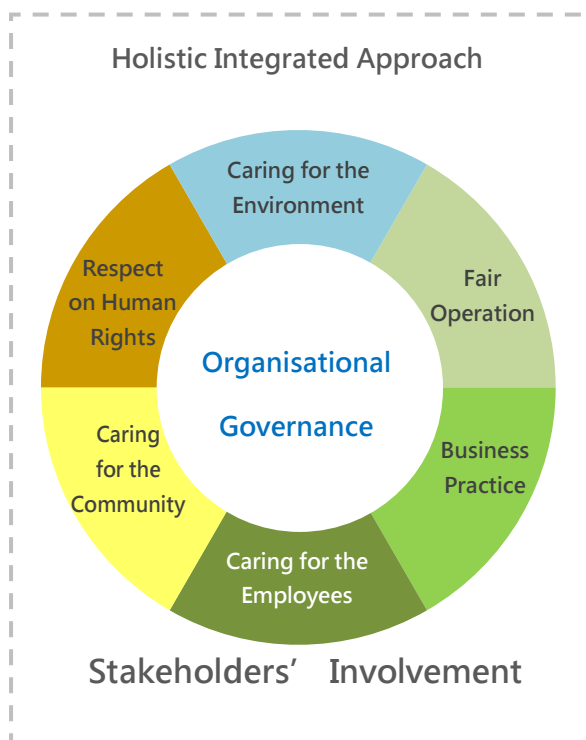 Holistic Integrated Approach
Caring for the
Environment
Fair
Operation
Business
Practice
Caring for the
Employees
Caring
for the
Community
Respect
on Human
Rights
Organisational
Governance
Stakeholders’ Involvement